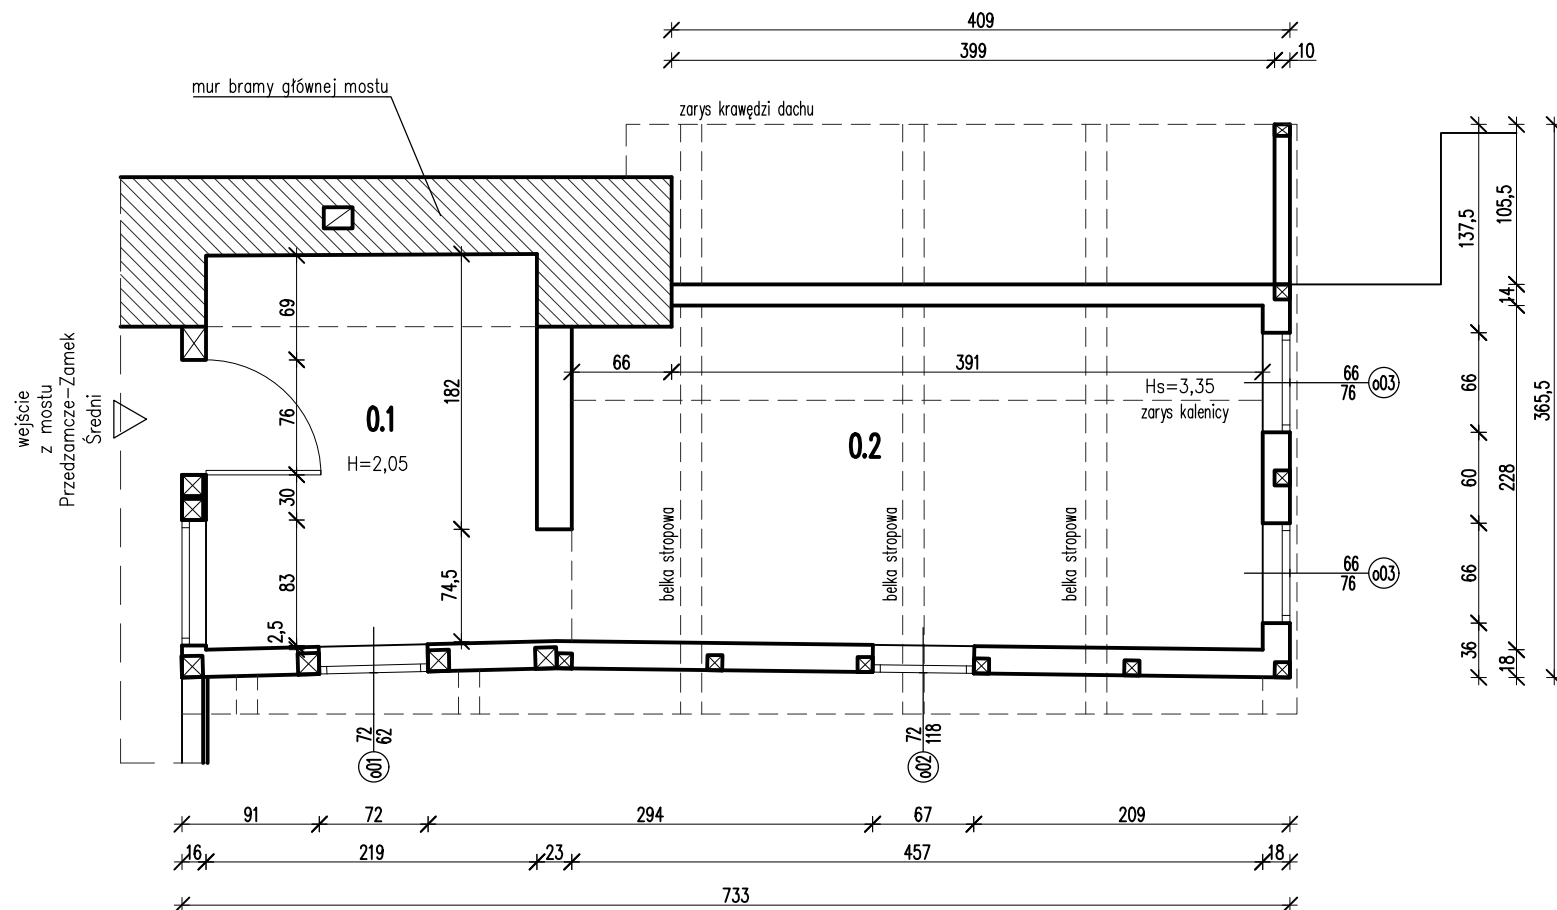 409
399
10
mur bramy głównej mostu
zarys krawędzi dachu
137,5
105,5
365,5
14
69
66
391
66
182
Hs=3,35
zarys kalenicy
66
76
o03
wejście
z mostu
Przedzamcze-Zamek
Średni
76
0.1
H=2,05
0.2
30
60
228
83
74,5
belka stropowa
belka stropowa
belka stropowa
66
76
o03
66
2,5
36
18
72
62
o01
72
118
o02
91
72
294
67
209
16
219
23
457
18
733